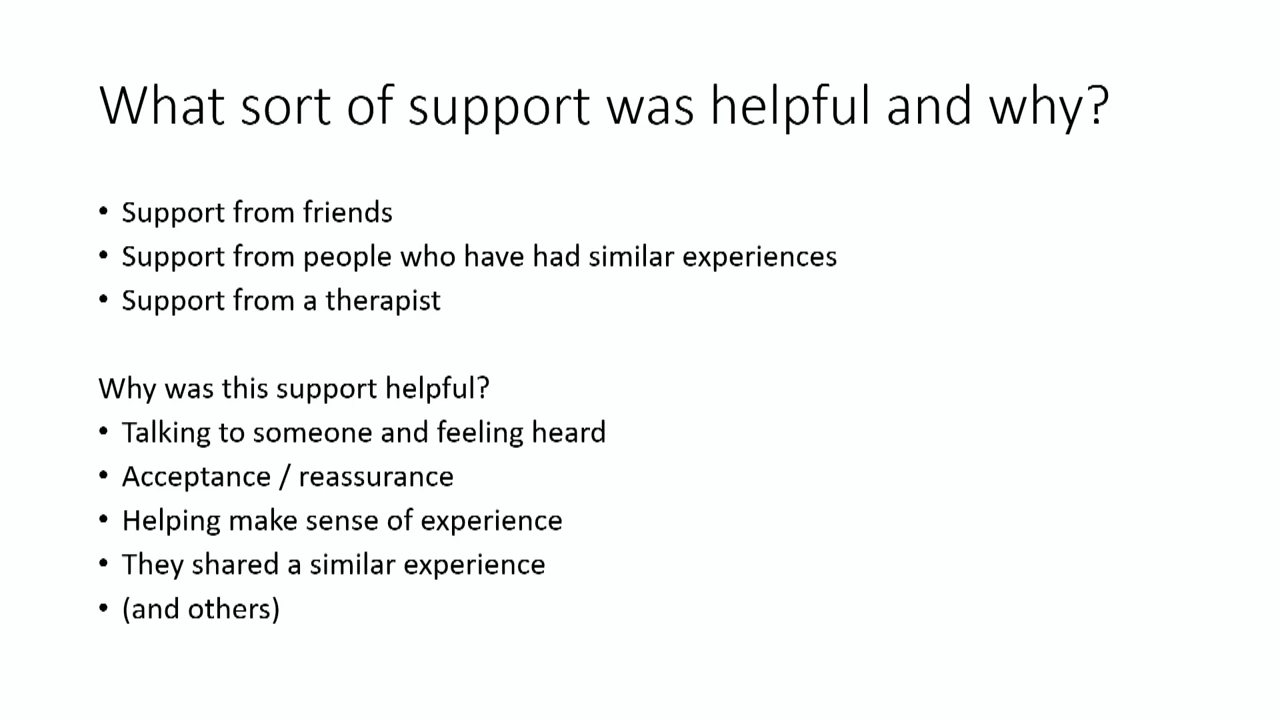 What sort of support was helpful and why?
• Support from friends
• Support from people who have had similar experiences
• Support from a therapist
Why was this support helpful?
• Talking to someone and feeling heard
• Acceptance / reassurance
• Helping make sense of experience
• They shared a similar experience
• (and others)